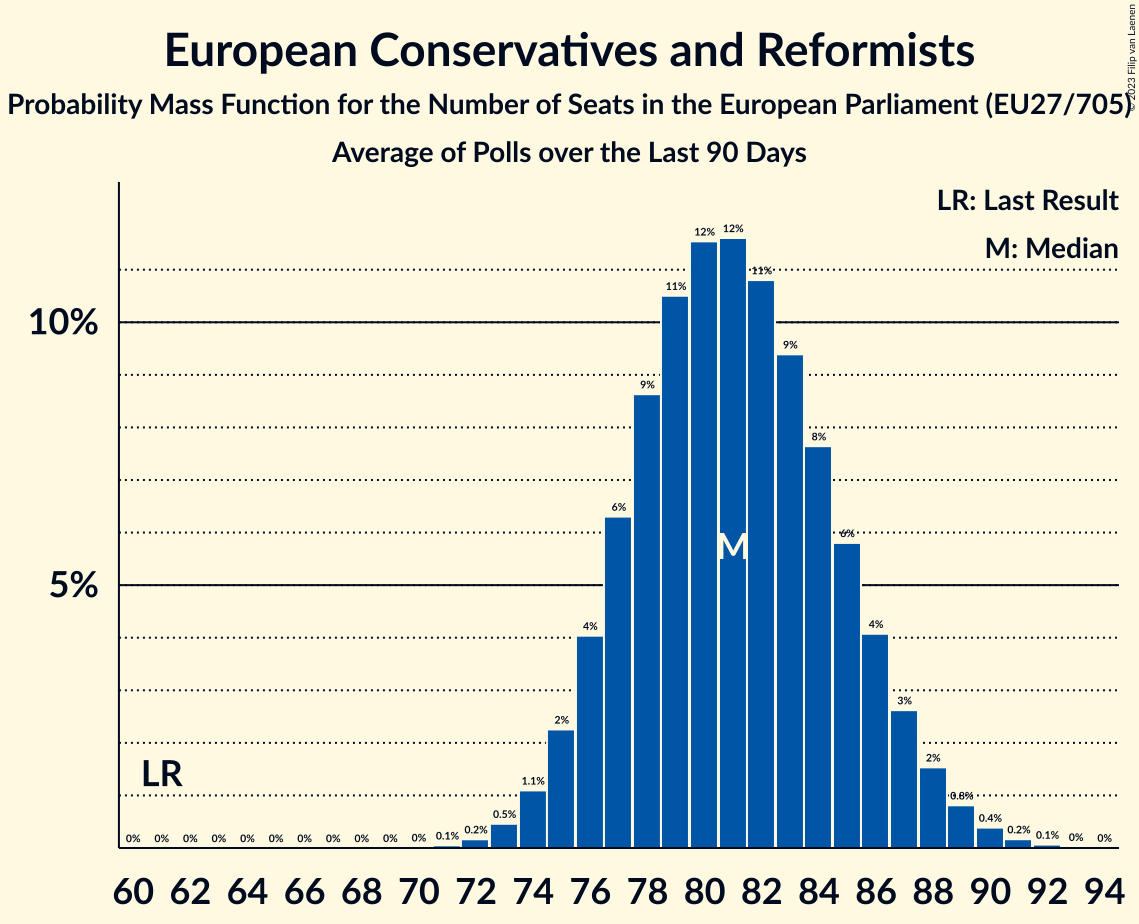 European Conservatives and Reformists
Probability Mass Function for the Number of Seats in the European Parliament (EU27/705)
Average of Polls over the Last 90 Days
© 2023 Filip van Laenen
LR: Last Result
M: Median
10%
5%
LR
M
0% 0% 0% 0% 0% 0% 0% 0% 0% 0% 0% 0.1% 0.2% 0.5% 1.1% 2% 4% 6% 9% 11% 12% 12% 11% 9% 8% 6% 4% 3% 2% 0.8% 0.4% 0.2% 0.1% 0% 0%
60 62 64 66 68 70 72 74 76 78 80 82 84 86 88 90 92 94